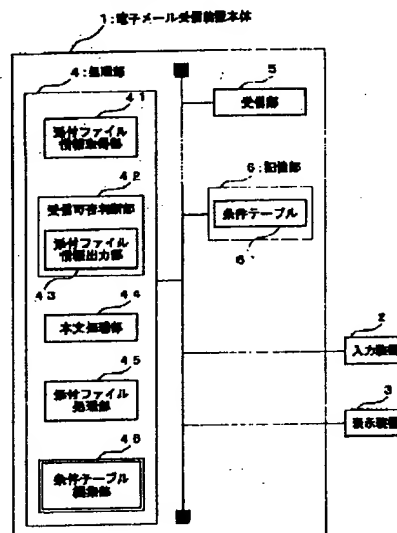 1:電子メール受信装置本体
4:処理部
41
添付ファイル
情報取得部
42
受信可否判断部
添付ファイル
情報出力部
43
44
本文処理部
45
添付ファイル
処理部
46
条件テーブル
編集部
5
受信部
6:記憶部
条件テーブル
6'
2
入力装置
3
表示装置